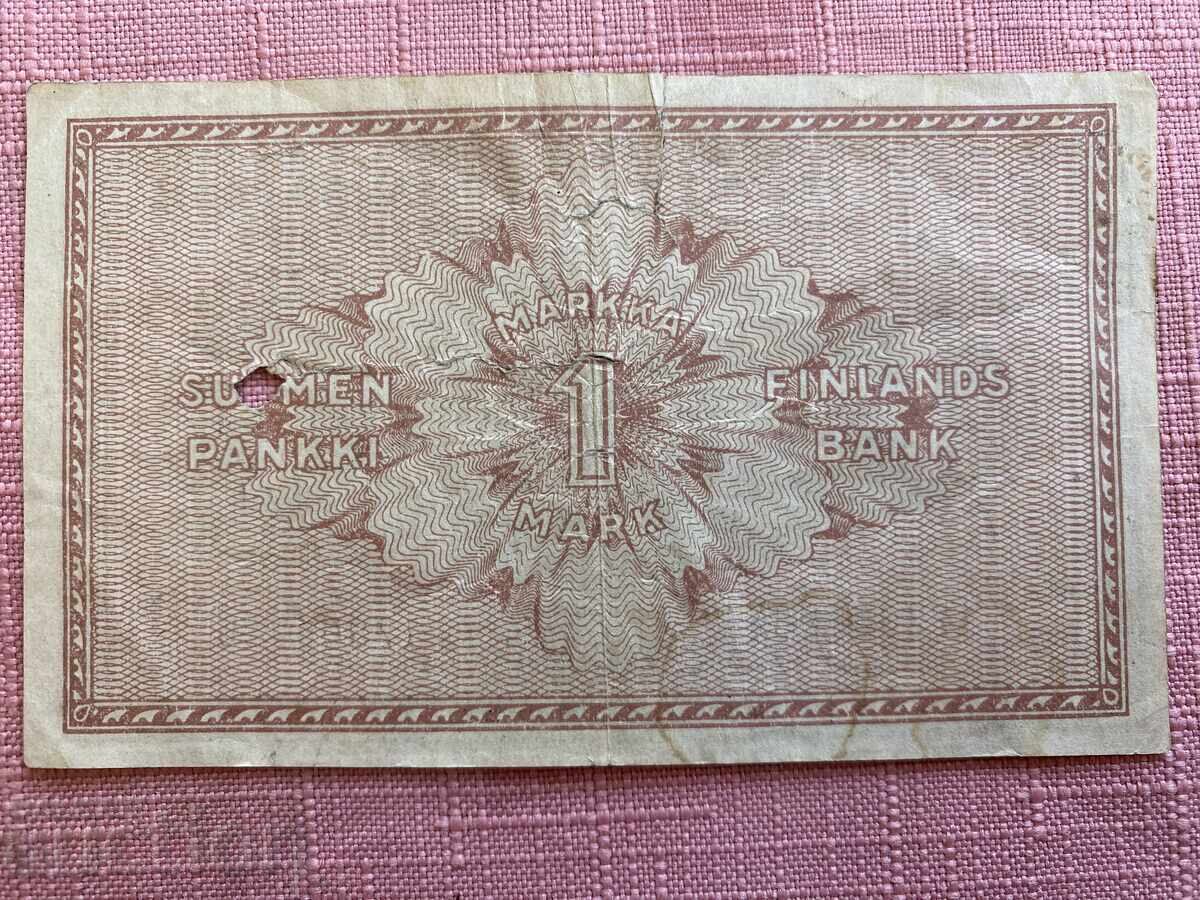 MARKKA
SUOMEN
PANKKI
1
FINLANDS
BANK
MARK